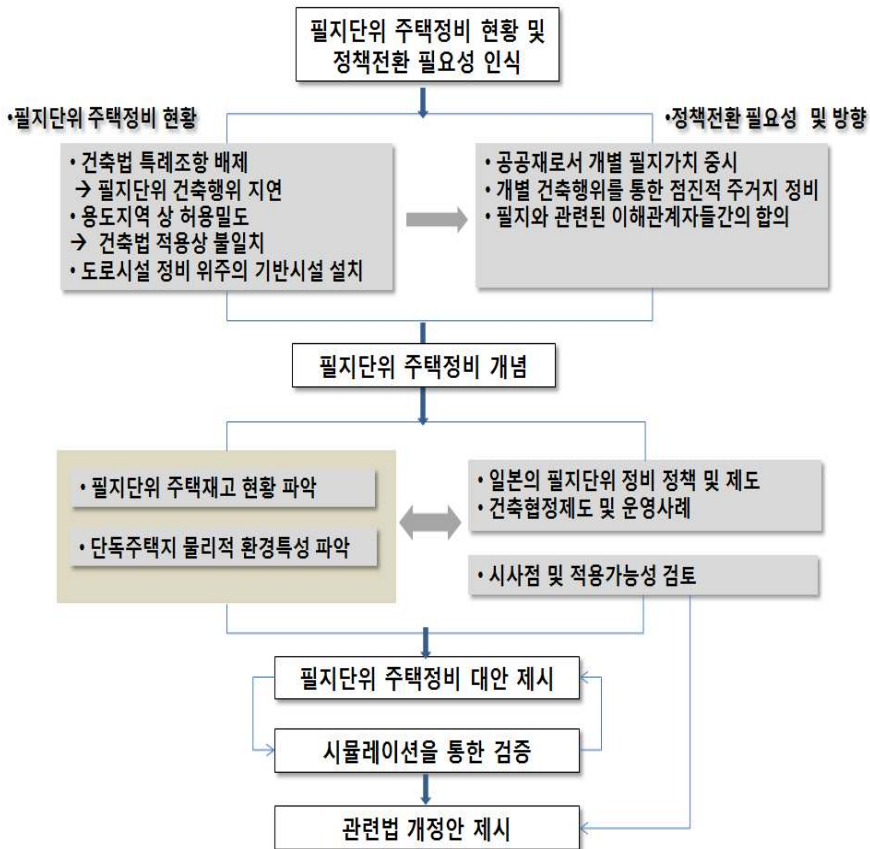 필지단위 주택정비 현황 및
정책전환 필요성 인식
•필지단위 주택정비 현황
•정책전환 필요성 및 방향
• 건축법 특례조항 배제
→ 필지단위 건축행위 지연
• 용도지역 상 허용밀도
→ 건축법 적용상 불일치
• 도로시설 정비 위주의 기반시설 설치
• 공공재로서 개별 필지가치 중시
• 개별 건축행위를 통한 점진적 주거지 정비
• 필지와 관련된 이해관계자들간의 합의
필지단위 주택정비 개념
• 필지단위 주택재고 현황 파악
• 단독주택지 물리적 환경특성 파악
• 일본의 필지단위 정비 정책 및 제도
• 건축협정제도 및 운영사례
• 시사점 및 적용가능성 검토
필지단위 주택정비 대안 제시
시뮬레이션을 통한 검증
관련법 개정안 제시